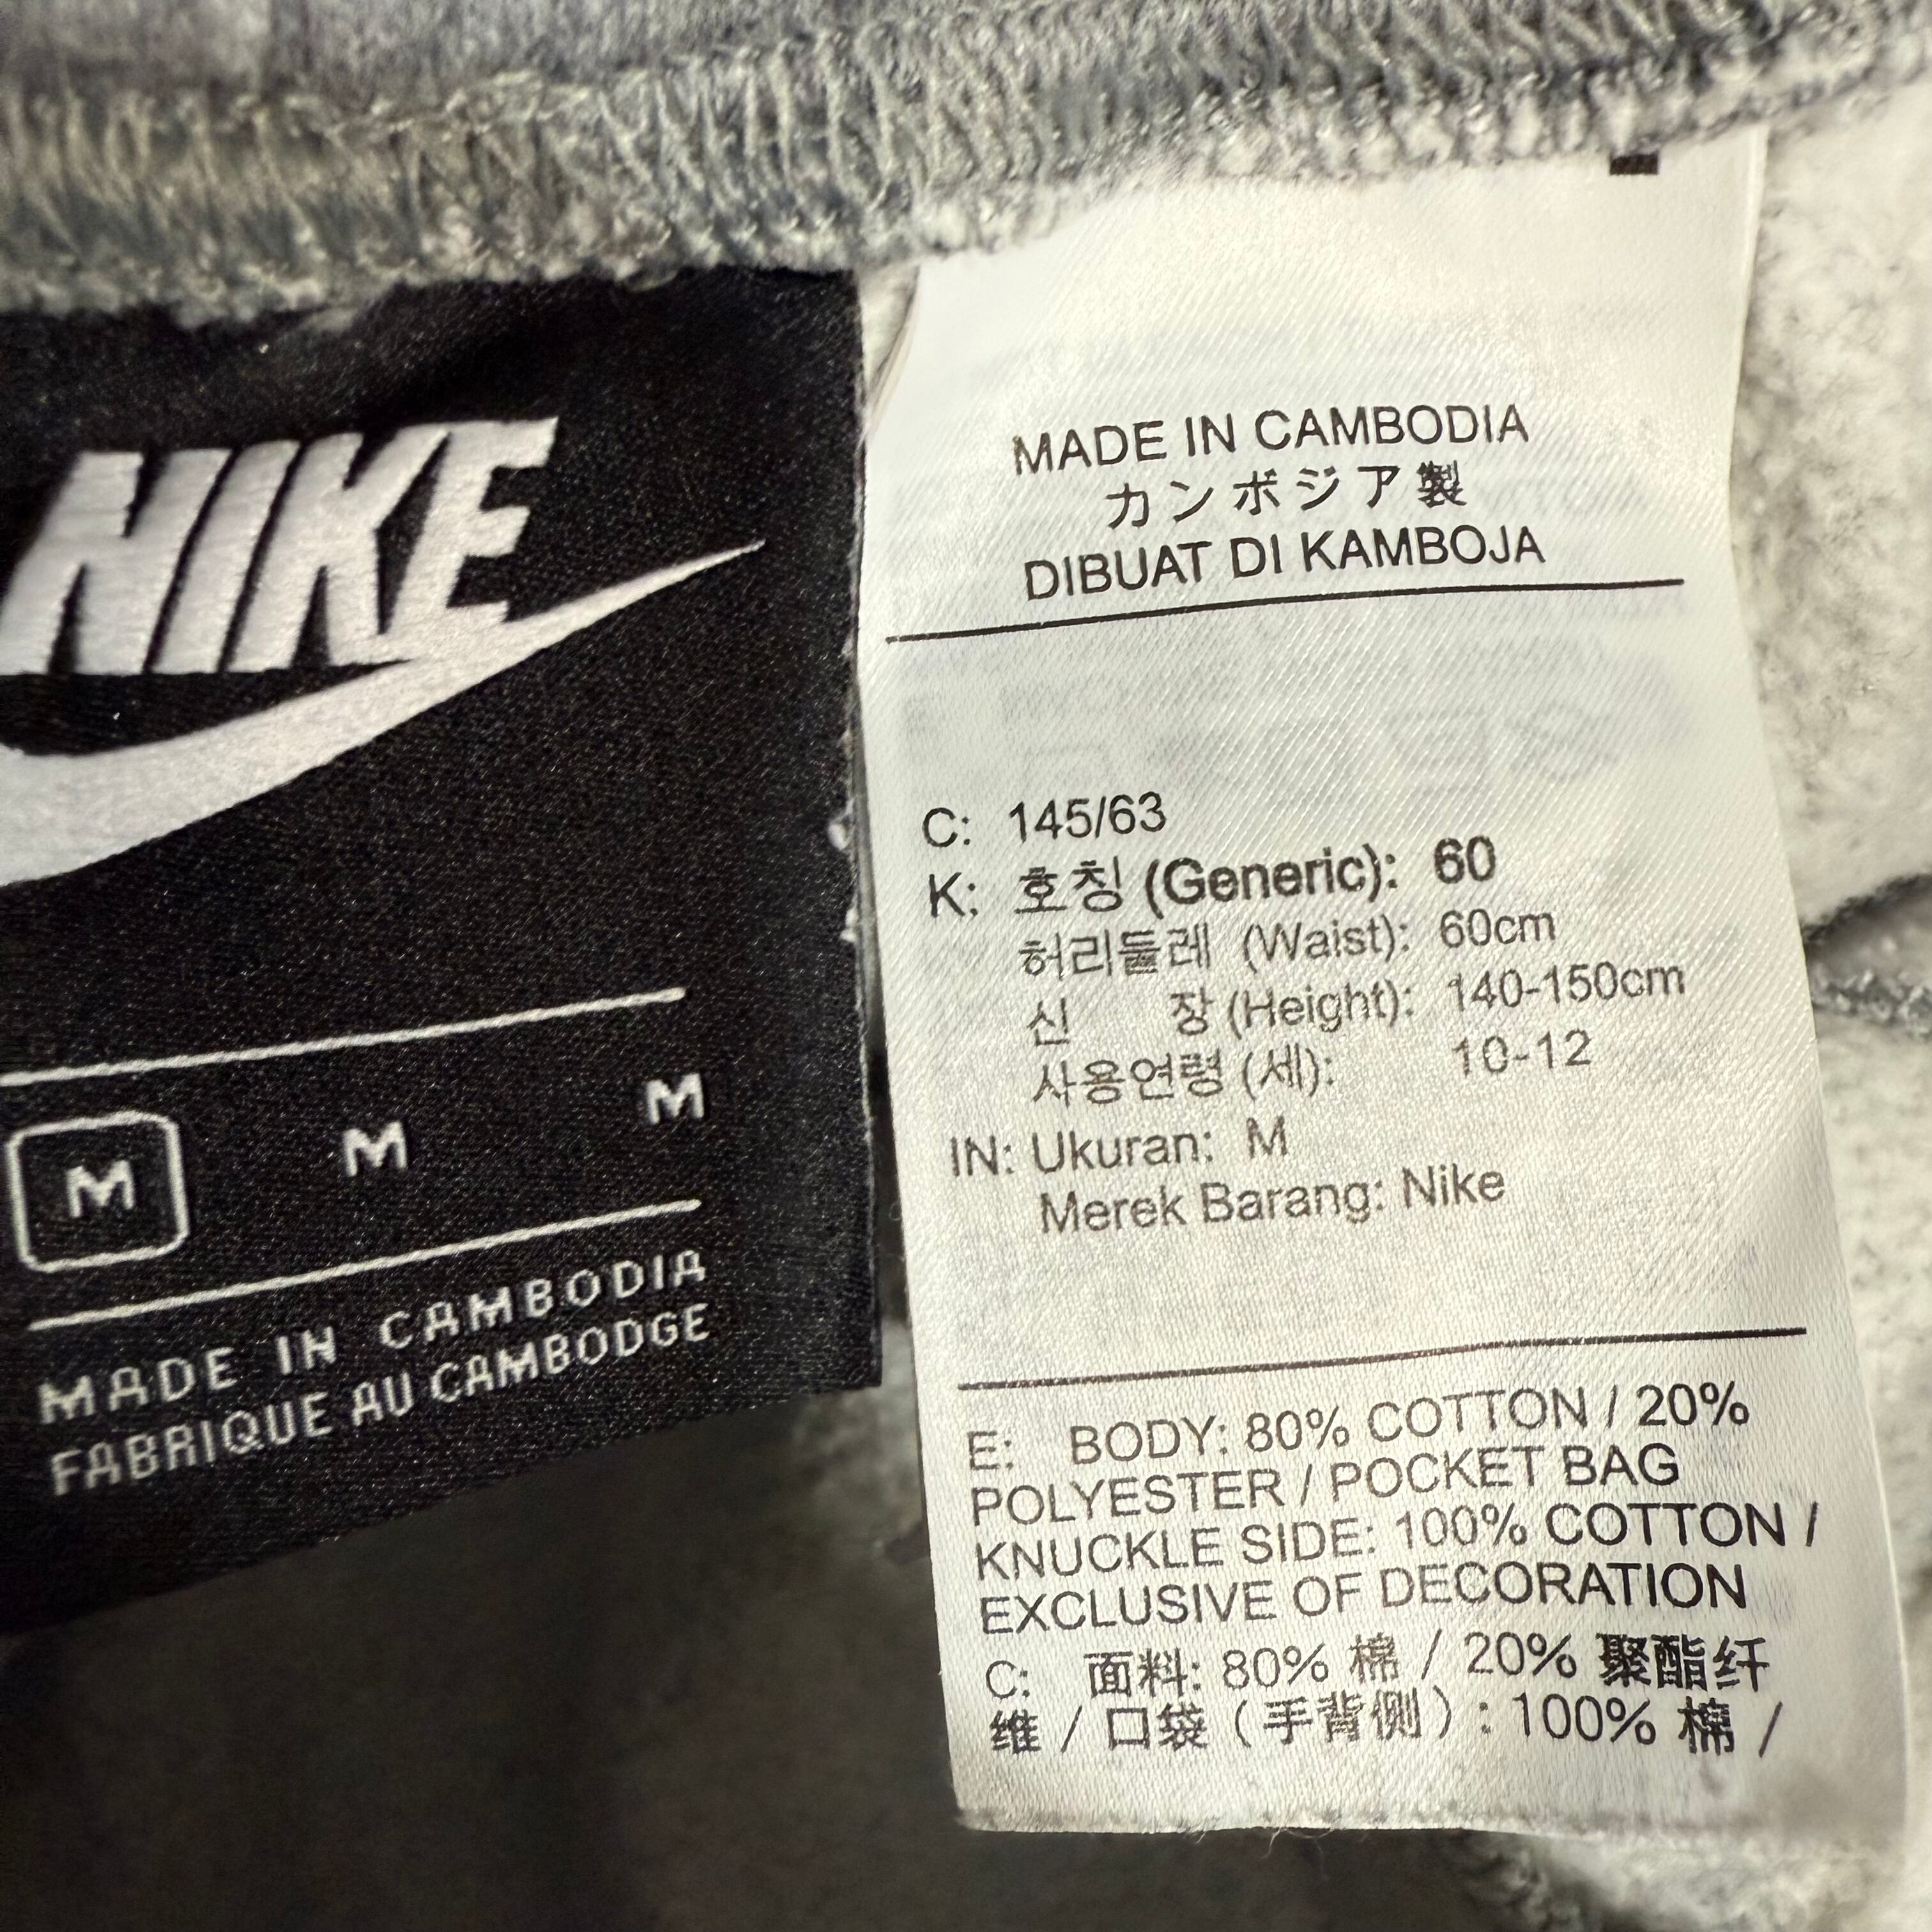 NIKE
M M M
MADE IN CAMBODIA
FABRIQUE AU CAMBODGE
MADE IN CAMBODIA
カンボジア製
DIBUAT DI KAMBOJA
C: 145/63
K: 호칭 (Generic): 60
허리둘레 (Waist): 60cm
신 장 (Height): 140-150cm
사용연령 (세): 10-12
IN: Ukuran: M
Merek Barang: Nike
E: BODY: 80% COTTON / 20%
POLYESTER / POCKET BAG
KNUCKLE SIDE: 100% COTTON /
EXCLUSIVE OF DECORATION
C: 面料: 80% 棉 / 20% 聚酯纤
维 / 口袋（手背侧）: 100% 棉 /